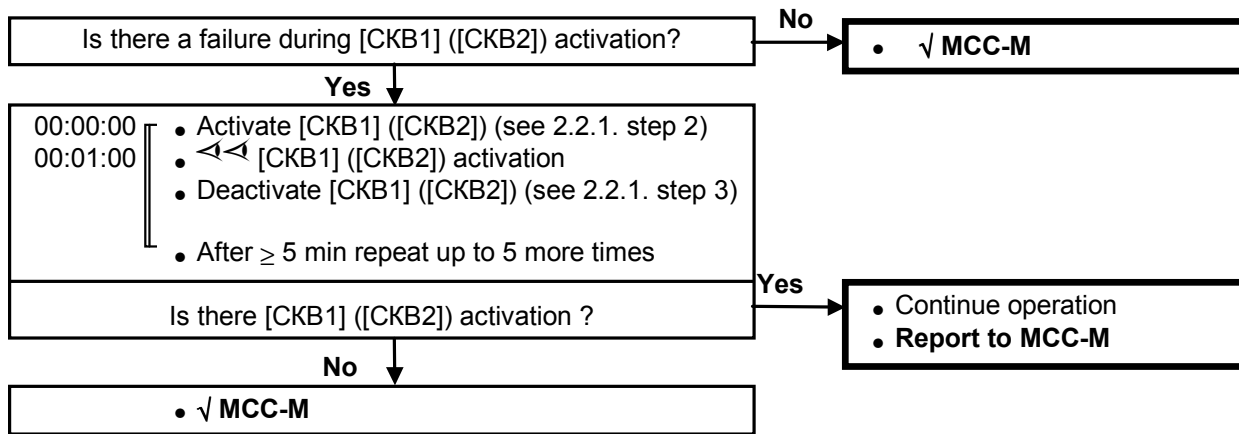 Is there a failure during [СКВ1] ([СКВ2]) activation?
No
• √ MCC-M
Yes
00:00:00 • Activate [СКВ1] ([СКВ2]) (see 2.2.1. step 2)
00:01:00 • [СКВ1] ([СКВ2]) activation
• Deactivate [СКВ1] ([СКВ2]) (see 2.2.1. step 3)
• After ≥ 5 min repeat up to 5 more times
Is there [СКВ1] ([СКВ2]) activation ?
Yes
• Continue operation
• Report to MCC-M
No
• √ MCC-M